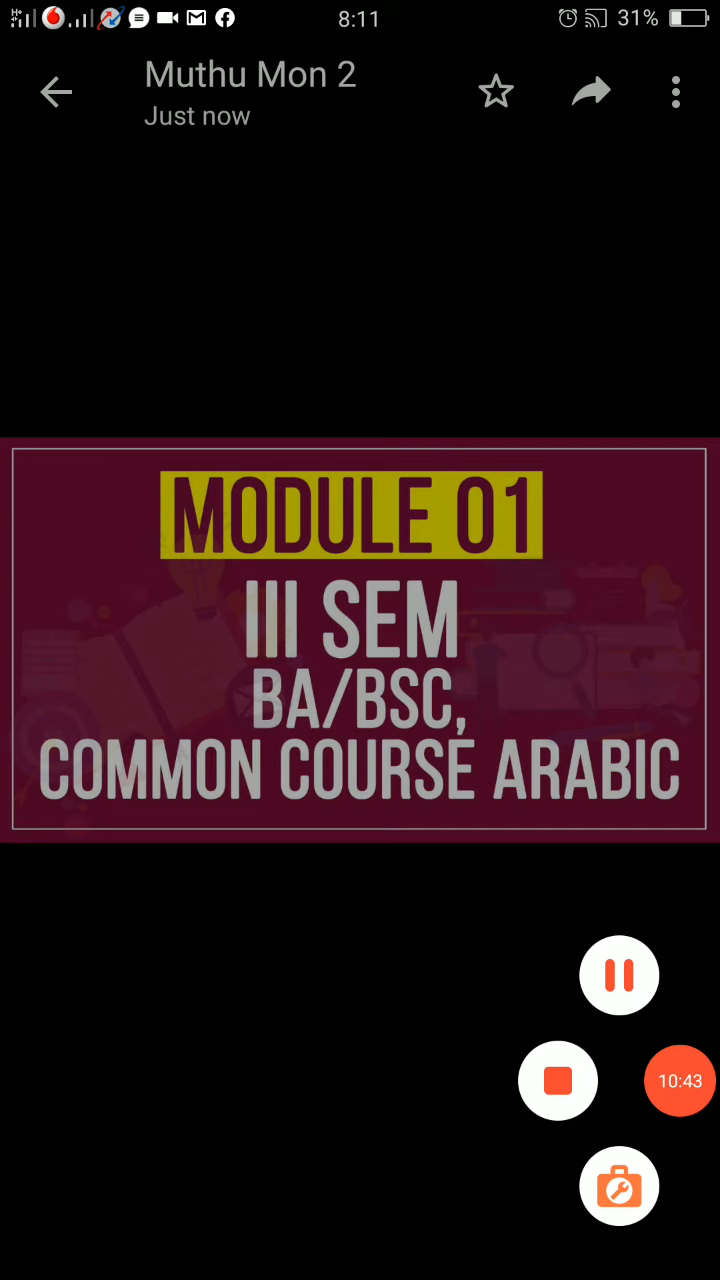 8:11
31%
Muthu Mon 2
Just now
MODULE 01
III SEM
BA/BSC,
COMMON COURSE ARABIC
10:43